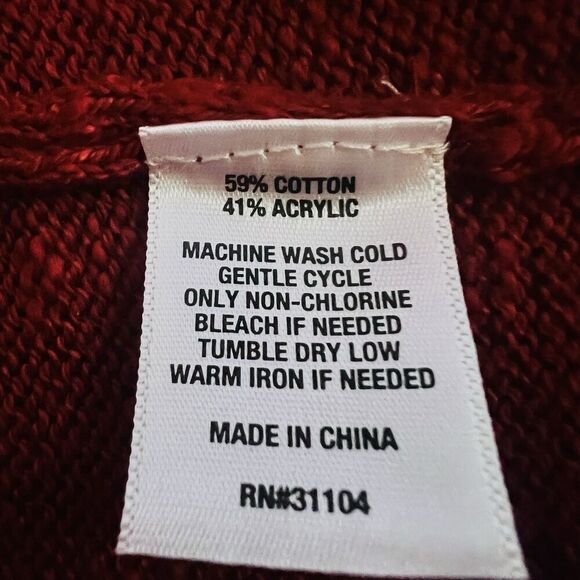 59% COTTON
41% ACRYLIC
MACHINE WASH COLD
GENTLE CYCLE
ONLY NON-CHLORINE
BLEACH IF NEEDED
TUMBLE DRY LOW
WARM IRON IF NEEDED
MADE IN CHINA
RN#31104